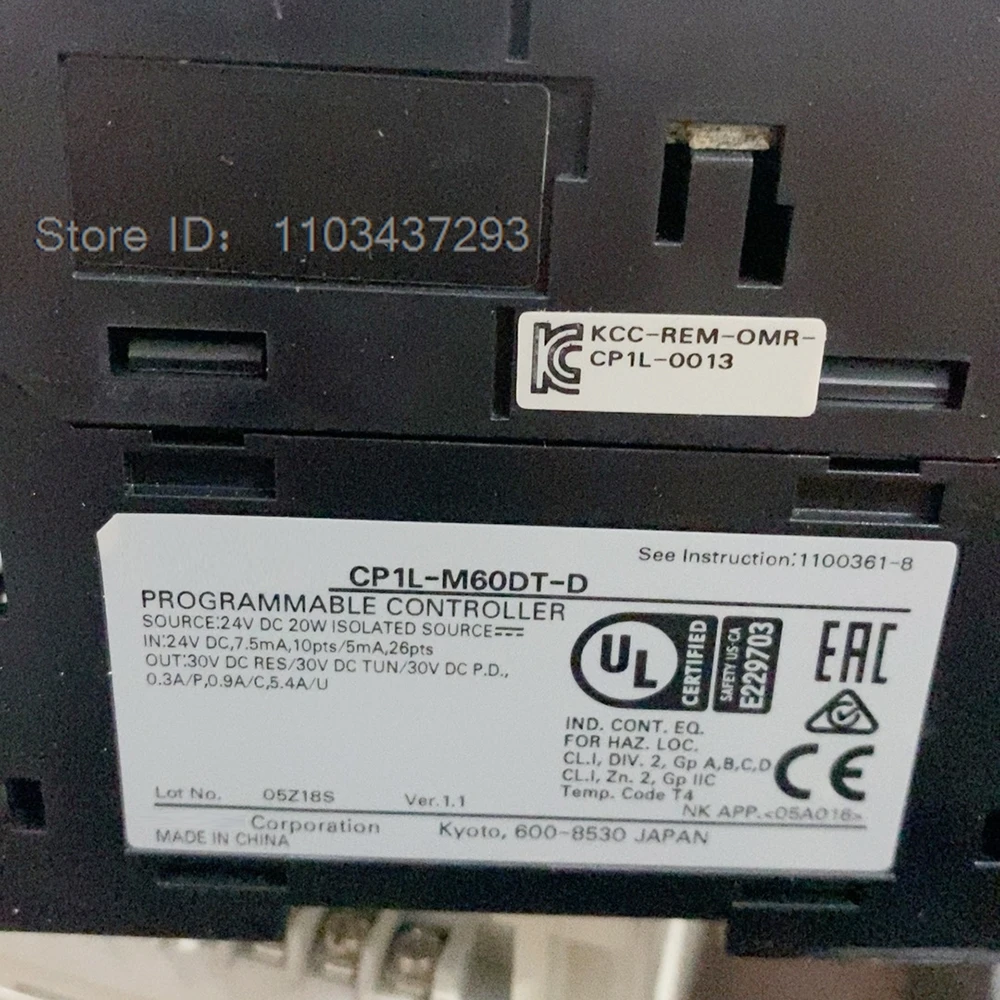 Store ID: 1103437293
KCC-REM-OMR-
CP1L-0013
See Instruction:1100361-8
CP1L-M60DT-D
PROGRAMMABLE CONTROLLER
SOURCE:24V DC 20W ISOLATED SOURCE
IN:24V DC,7.5mA,10pts/5mA,26pts
OUT:30V DC RES/30V DC TUN/30V DC P.D.,
0.3A/P,0.9A/C,5.4A/U
UL CERTIFIED
SAFETY US-CA
E229703
EAC
IND. CONT. EQ.
FOR HAZ. LOC.
CL.I, DIV. 2, Gp A,B,C,D
CL.I, Zn. 2, Gp IIC
Temp. Code T4
CE
NK APP.<05A016>
Lot No. 05Z18S Ver.1.1
Corporation Kyoto, 600-8530 JAPAN
MADE IN CHINA